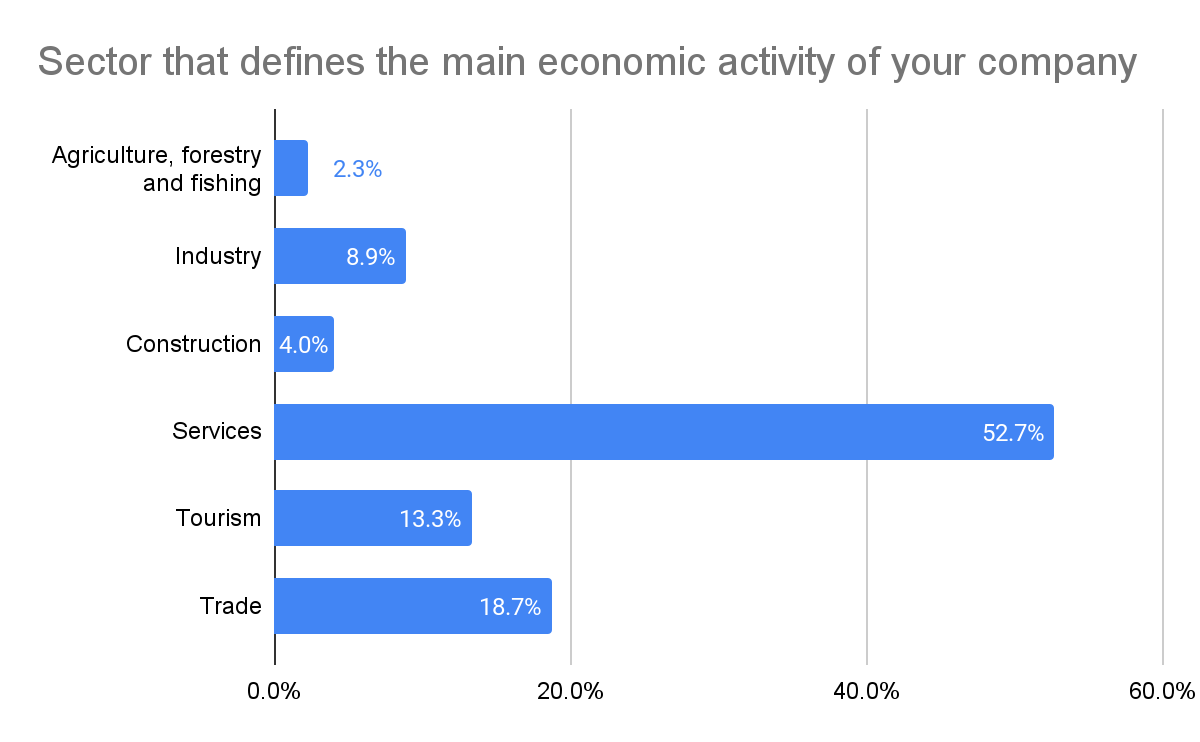 Sector that defines the main economic activity of your company
Agriculture, forestry
and fishing
2.3%
Industry
8.9%
Construction
4.0%
Services
52.7%
Tourism
13.3%
Trade
18.7%
0.0%
20.0%
40.0%
60.0%